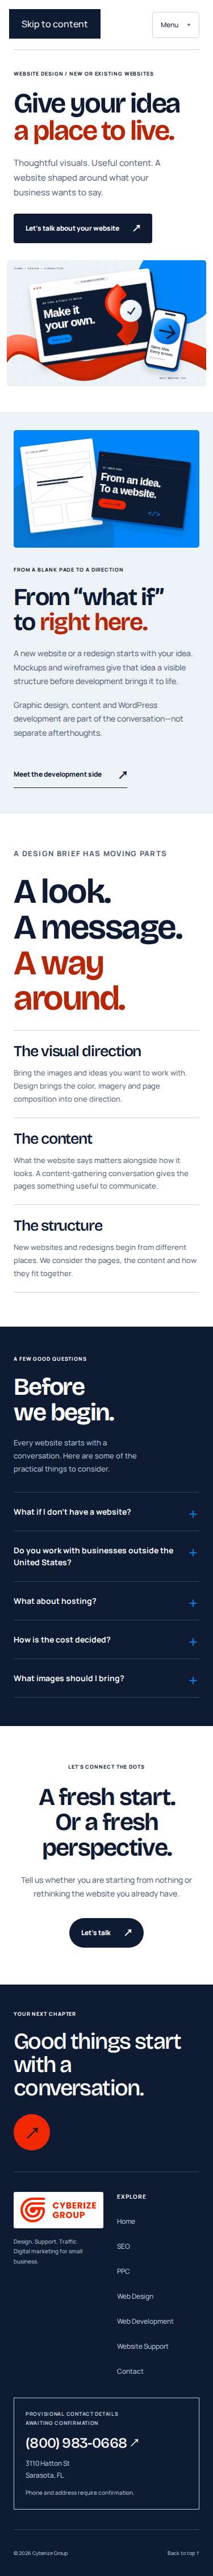 Skip to content
Menu +
WEBSITE DESIGN / NEW OR EXISTING WEBSITES
Give your idea
a place to live.
Thoughtful visuals. Useful content. A
website shaped around what your
business wants to say.
Let's talk about your website ↗
Make it
your own.
From an idea.
To a website.
</>
FROM A BLANK PAGE TO A DIRECTION
From “what if”
to right here.
A new website or a redesign starts with your idea.
Mockups and wireframes give that idea a visible
structure before development brings it to life.
Graphic design, content and WordPress
development are part of the conversation—not
separate afterthoughts.
Meet the development side ↗
A DESIGN BRIEF HAS MOVING PARTS
A look.
A message.
A way
around.
The visual direction
Bring the images and ideas you want to work with.
Design brings the color, imagery and page
composition into one direction.
The content
What the website says matters alongside how it
looks. A content-gathering conversation gives the
pages something useful to communicate.
The structure
New websites and redesigns begin from different
places. We consider the pages, the content and how
they fit together.
A FEW GOOD QUESTIONS
Before
we begin.
Every website starts with a
conversation. Here are some of the
practical things to consider.
What if I don't have a website? +
Do you work with businesses outside the
United States? +
What about hosting? +
How is the cost decided? +
What images should I bring? +
LET'S CONNECT THE DOTS
A fresh start.
Or a fresh
perspective.
Tell us whether you are starting from nothing or
rethinking the website you already have.
Let's talk ↗
YOUR NEXT CHAPTER
Good things start
with a
conversation.
↗
CYBERIZE
GROUP
Design. Support. Traffic.
Digital marketing for small
business.
EXPLORE
Home
SEO
PPC
Web Design
Web Development
Website Support
Contact
PROVISIONAL CONTACT DETAILS
AWAITING CONFIRMATION
(800) 983-0668 ↗
3110 Hatton St
Sarasota, FL
Phone and address require confirmation.
© 2026 Cyberize Group
Back to top ↑